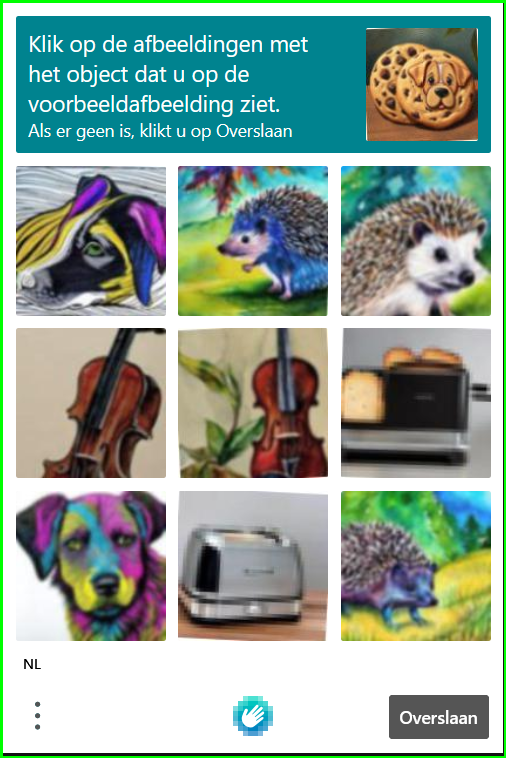 Klik op de afbeeldingen met
het object dat u op de
voorbeeldafbeelding ziet.
Als er geen is, klikt u op Overslaan
NL
Overslaan